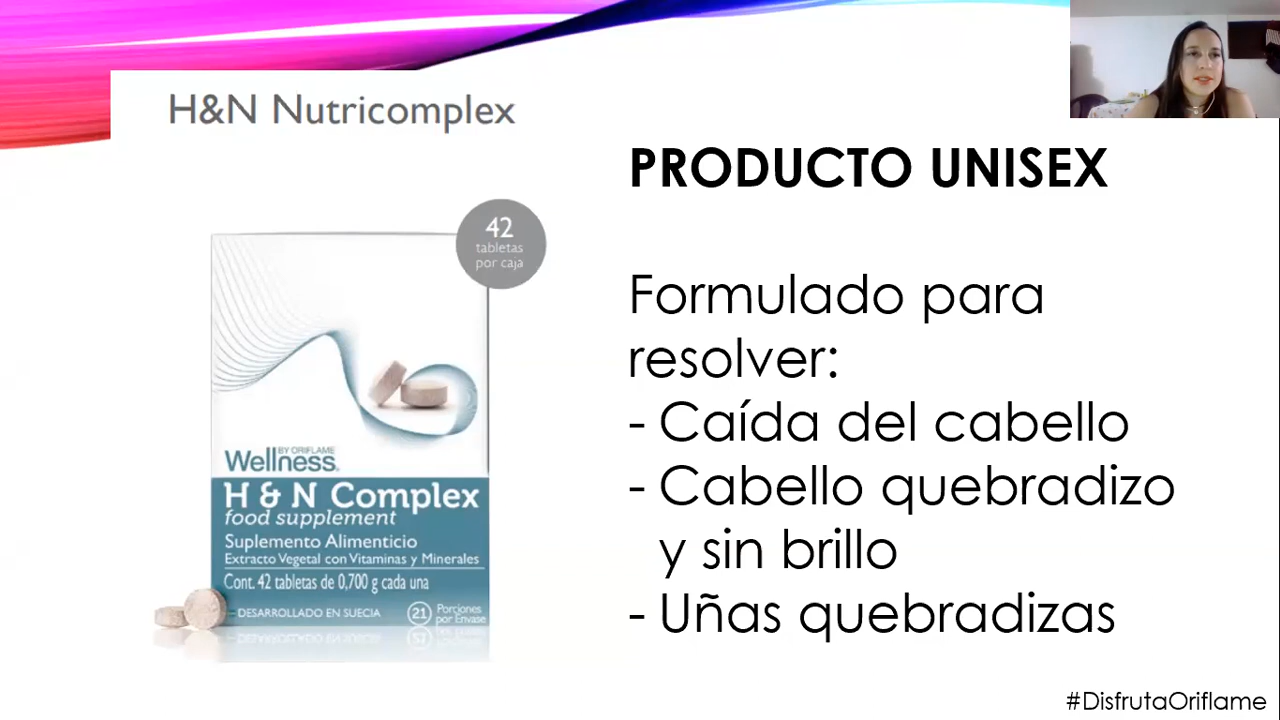 H&N Nutricomplex
PRODUCTO UNISEX
42
tabletas
por caja
Formulado para
resolver:
- Caída del cabello
- Cabello quebradizo
y sin brillo
- Uñas quebradizas
BY ORIFLAME
Wellness
H & N Complex
food supplement
Suplemento Alimenticio
Extracto Vegetal con Vitaminas y Minerales
Cont. 42 tabletas de 0,700 g cada una
DESARROLLADO EN SUECIA
21 Porciones
por Envase
#DisfrutaOriflame